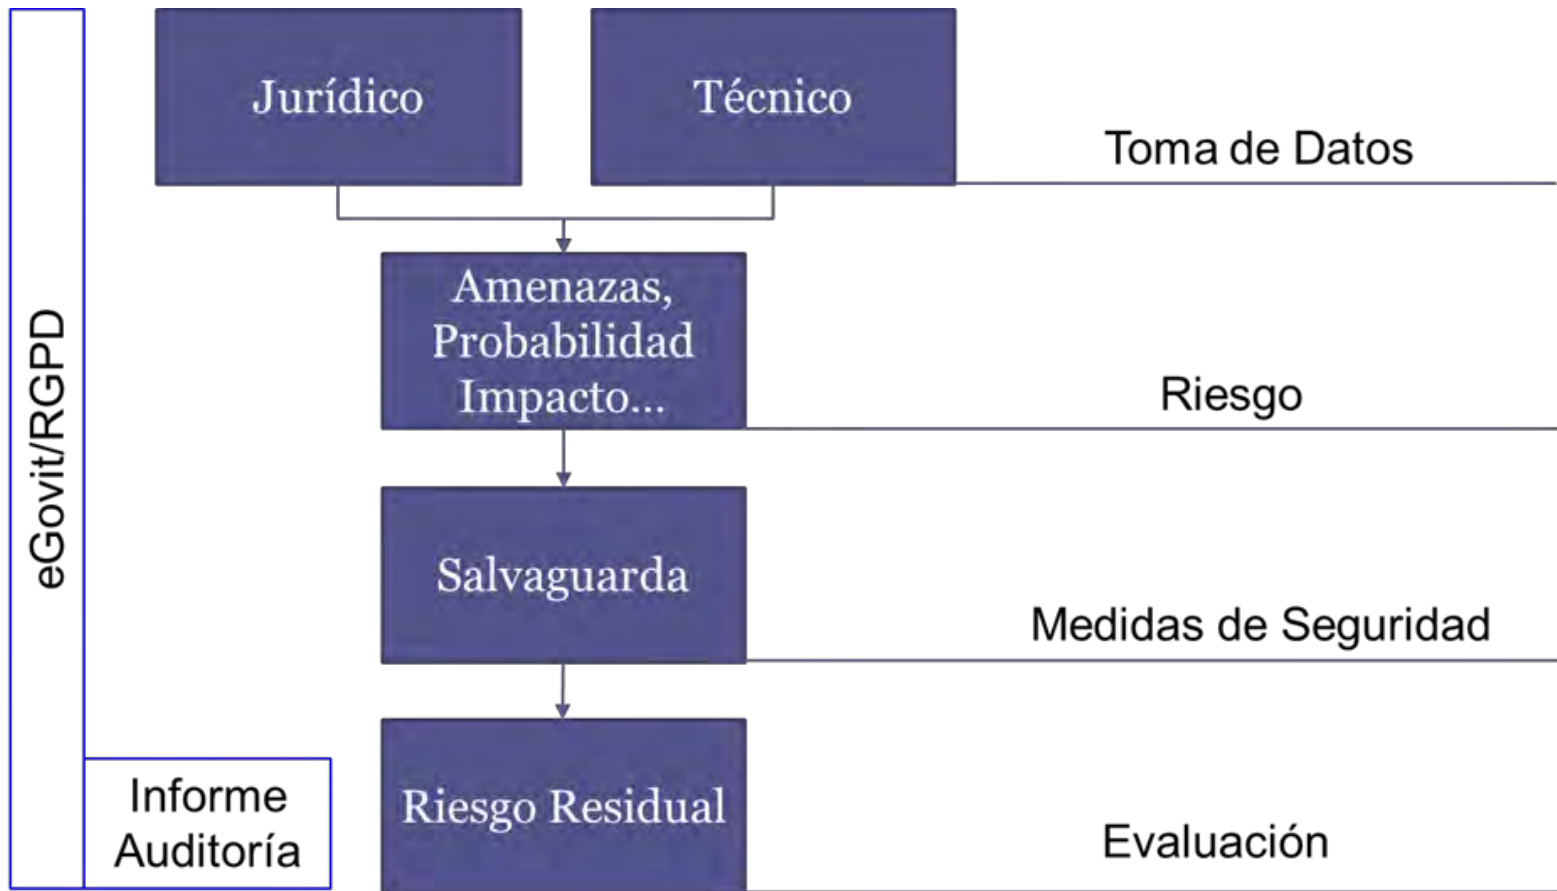 Jurídico
Técnico
Toma de Datos
Amenazas,
Probabilidad
Impacto...
Riesgo
eGovit/RGPD
Salvaguarda
Medidas de Seguridad
Riesgo Residual
Informe
Auditoría
Evaluación